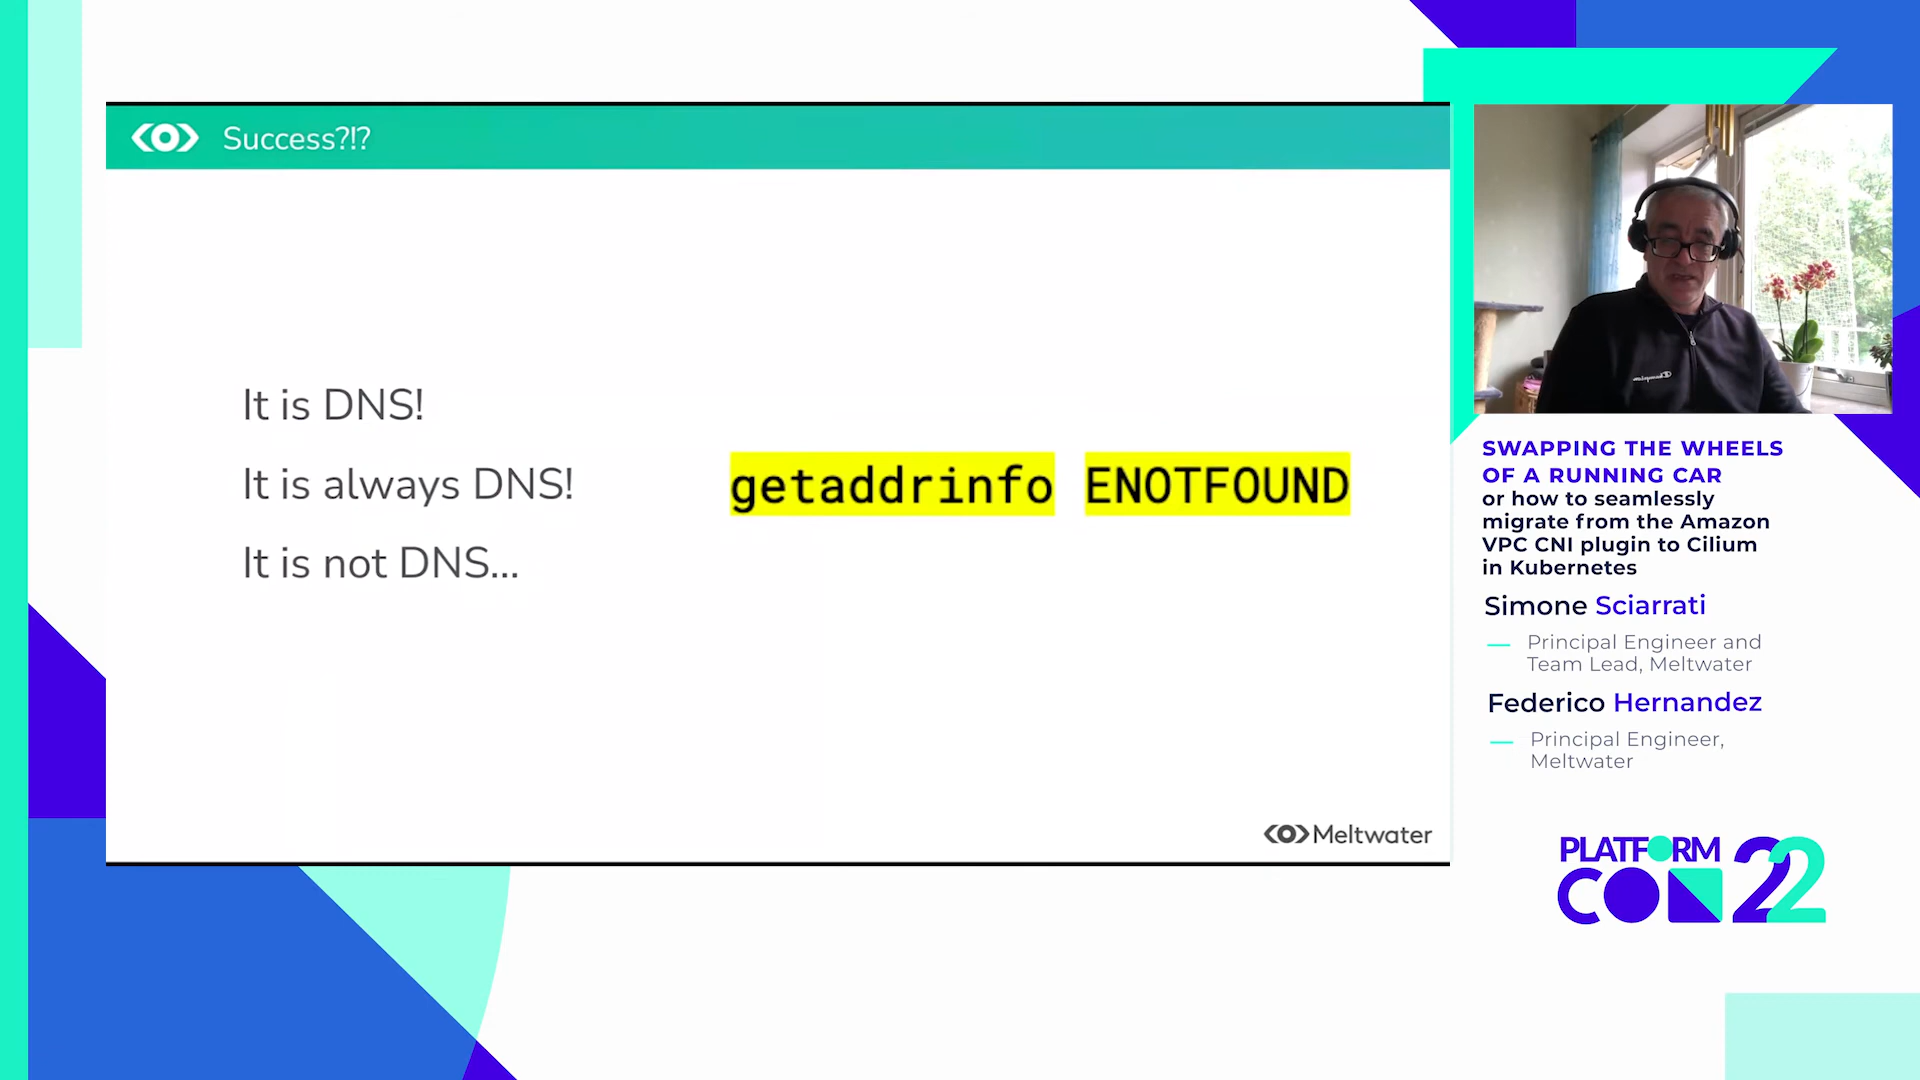 Success?!?
It is DNS!
It is always DNS!
It is not DNS...
getaddrinfo ENOTFOUND
Meltwater
Champion
SWAPPING THE WHEELS
OF A RUNNING CAR
or how to seamlessly
migrate from the Amazon
VPC CNI plugin to Cilium
in Kubernetes
Simone Sciarrati
Principal Engineer and
Team Lead, Meltwater
Federico Hernandez
Principal Engineer,
Meltwater
PLATFORM
CON 22